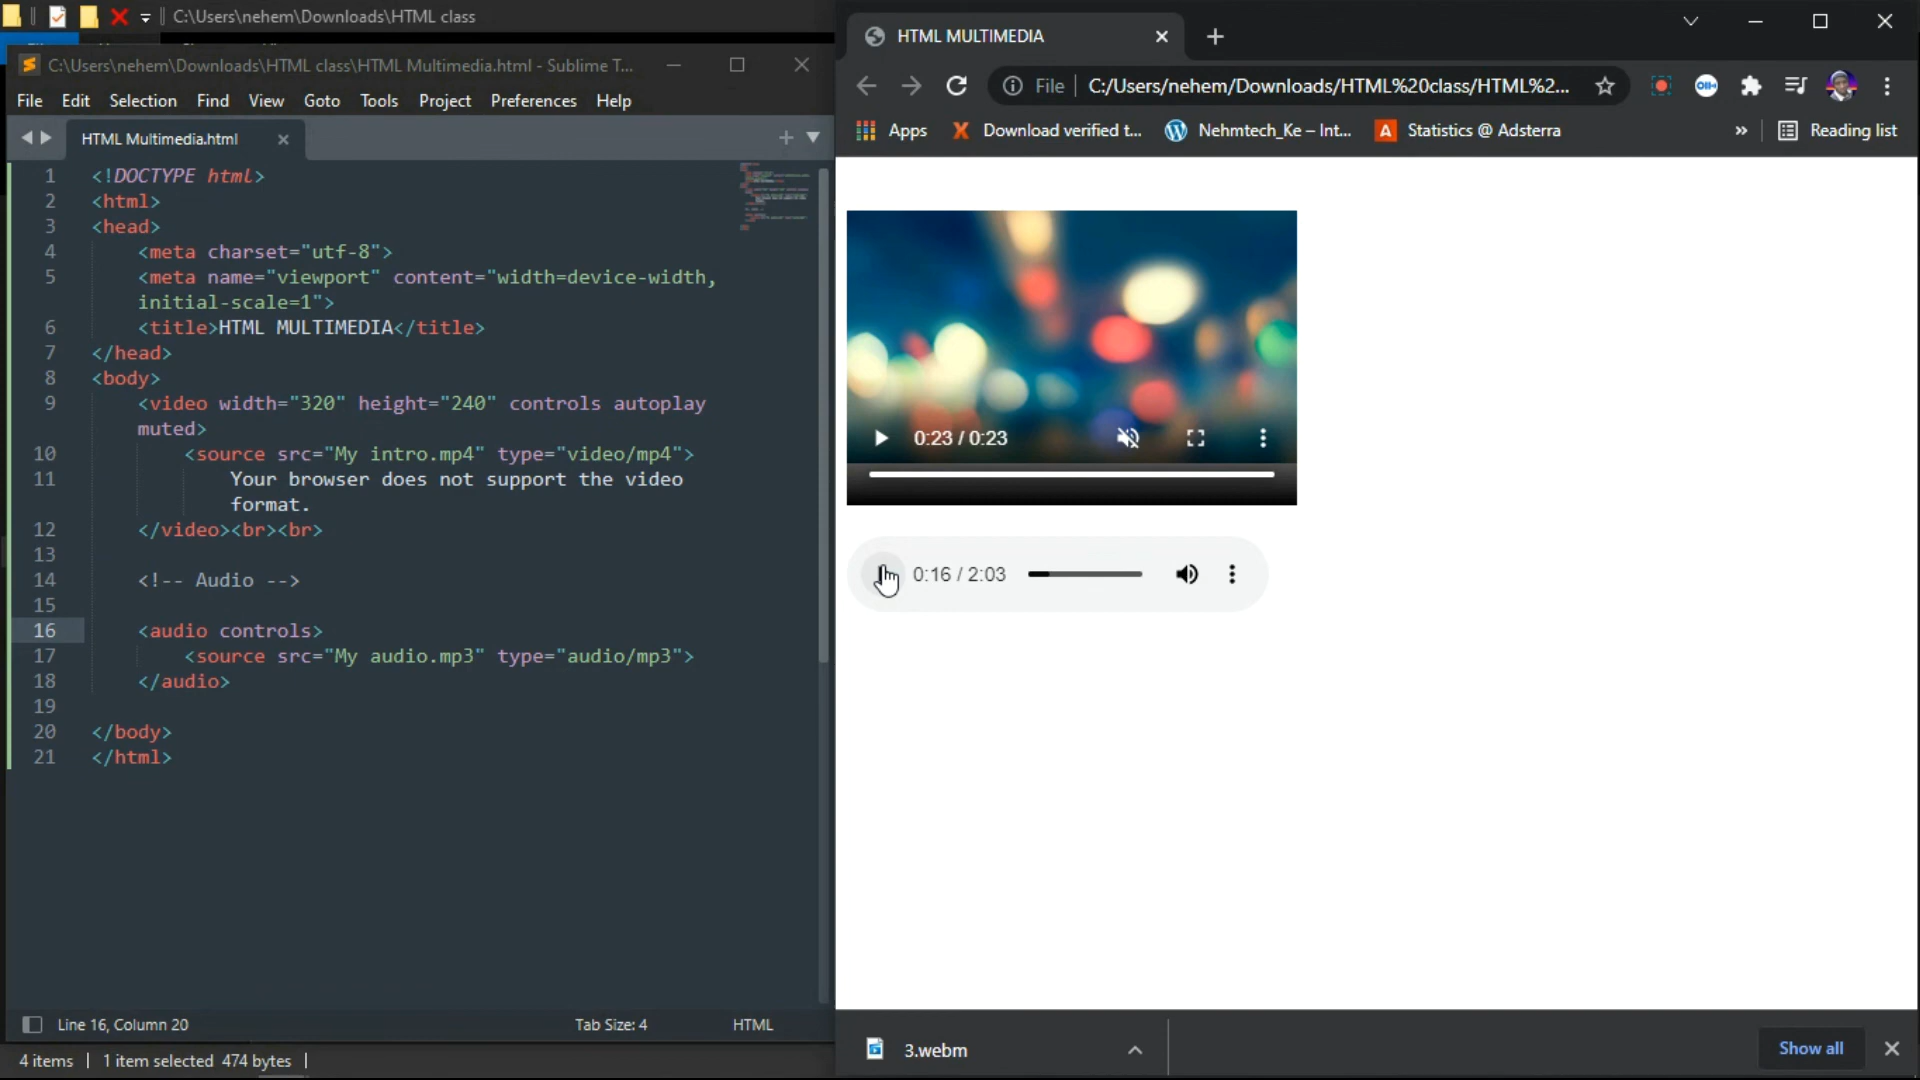 C:\Users\nehem\Downloads\HTML class
C:\Users\nehem\Downloads\HTML class\HTML Multimedia.html - Sublime T...
File Edit Selection Find View Goto Tools Project Preferences Help
HTML Multimedia.html
1 <!DOCTYPE html>
2 <html>
3 <head>
4 <meta charset="utf-8">
5 <meta name="viewport" content="width=device-width,
initial-scale=1">
6 <title>HTML MULTIMEDIA</title>
7 </head>
8 <body>
9 <video width="320" height="240" controls autoplay
muted>
10 <source src="My intro.mp4" type="video/mp4">
11 Your browser does not support the video
format.
12 </video><br><br>
13
14 <!-- Audio -->
15
16 <audio controls>
17 <source src="My audio.mp3" type="audio/mp3">
18 </audio>
19
20 </body>
21 </html>
Line 16, Column 20 Tab Size: 4 HTML
4 items 1 item selected 474 bytes
HTML MULTIMEDIA
File C:/Users/nehem/Downloads/HTML%20class/HTML%2...
Apps Download verified t... Nehmtech_Ke – Int... Statistics @ Adsterra » Reading list
0:23 / 0:23
0:16 / 2:03
3.webm Show all